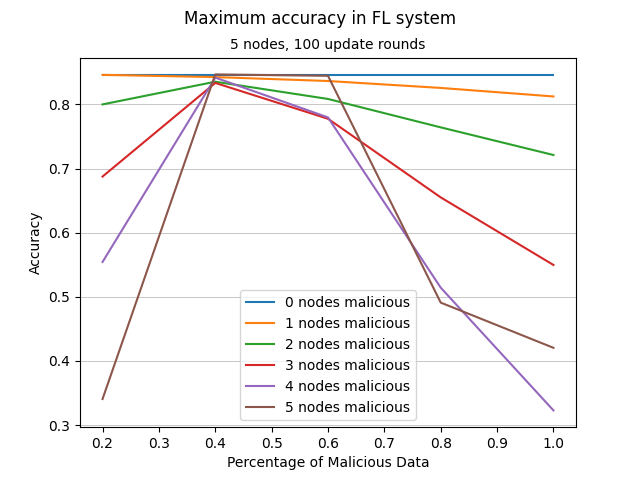 Maximum accuracy in FL system
5 nodes, 100 update rounds
Accuracy
0.8
0.7
0.6
0.5
0.4
0.3
0 nodes malicious
1 nodes malicious
2 nodes malicious
3 nodes malicious
4 nodes malicious
5 nodes malicious
0.2 0.3 0.4 0.5 0.6 0.7 0.8 0.9 1.0
Percentage of Malicious Data